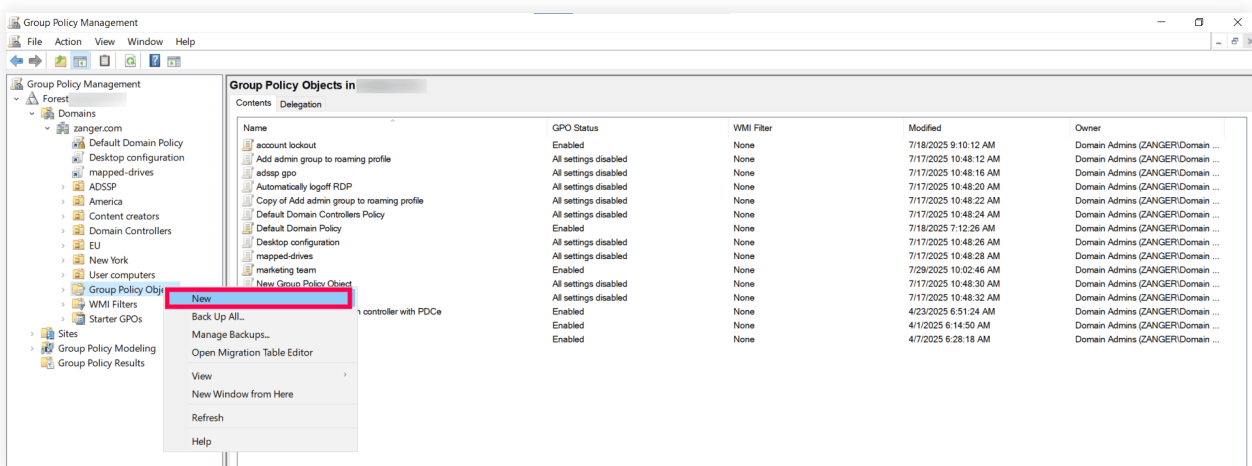 Group Policy Management
File Action View Window Help
Group Policy Management
Forest
Domains
zanger.com
Default Domain Policy
Desktop configuration
mapped-drives
ADSSP
America
Content creators
Domain Controllers
EU
New York
User computers
Group Policy Obje
WMI Filters
Starter GPOs
Sites
Group Policy Modeling
Group Policy Results
New
Back Up All...
Manage Backups...
Open Migration Table Editor
View
New Window from Here
Refresh
Help
Group Policy Objects in
Contents Delegation
Name GPO Status WMI Filter Modified Owner
account lockout Enabled None 7/18/2025 9:10:12 AM Domain Admins (ZANGER\Domain ...
Add admin group to roaming profile All settings disabled None 7/17/2025 10:48:12 AM Domain Admins (ZANGER\Domain ...
adssp gpo All settings disabled None 7/17/2025 10:48:16 AM Domain Admins (ZANGER\Domain ...
Automatically logoff RDP All settings disabled None 7/17/2025 10:48:20 AM Domain Admins (ZANGER\Domain ...
Copy of Add admin group to roaming profile All settings disabled None 7/17/2025 10:48:22 AM Domain Admins (ZANGER\Domain ...
Default Domain Controllers Policy All settings disabled None 7/17/2025 10:48:24 AM Domain Admins (ZANGER\Domain ...
Default Domain Policy Enabled None 7/18/2025 7:12:26 AM Domain Admins (ZANGER\Domain ...
Desktop configuration All settings disabled None 7/17/2025 10:48:26 AM Domain Admins (ZANGER\Domain ...
mapped-drives All settings disabled None 7/17/2025 10:48:28 AM Domain Admins (ZANGER\Domain ...
marketing team Enabled None 7/29/2025 10:02:46 AM Domain Admins (ZANGER\Domain ...
New Group Policy Object All settings disabled None 7/17/2025 10:48:30 AM Domain Admins (ZANGER\Domain ...
All settings disabled None 7/17/2025 10:48:32 AM Domain Admins (ZANGER\Domain ...
controller with PDCe Enabled None 4/23/2025 6:51:24 AM Domain Admins (ZANGER\Domain ...
Enabled None 4/1/2025 6:14:50 AM Domain Admins (ZANGER\Domain ...
Enabled None 4/7/2025 6:28:18 AM Domain Admins (ZANGER\Domain ...